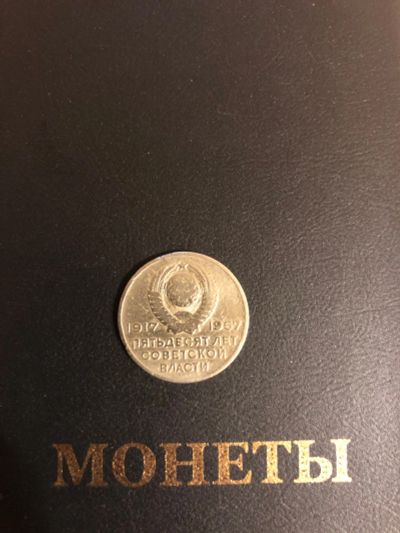 1917 1967
ПЯТЬДЕСЯТ ЛЕТ
СОВЕТСКОЙ
ВЛАСТИ
МОНЕТЫ